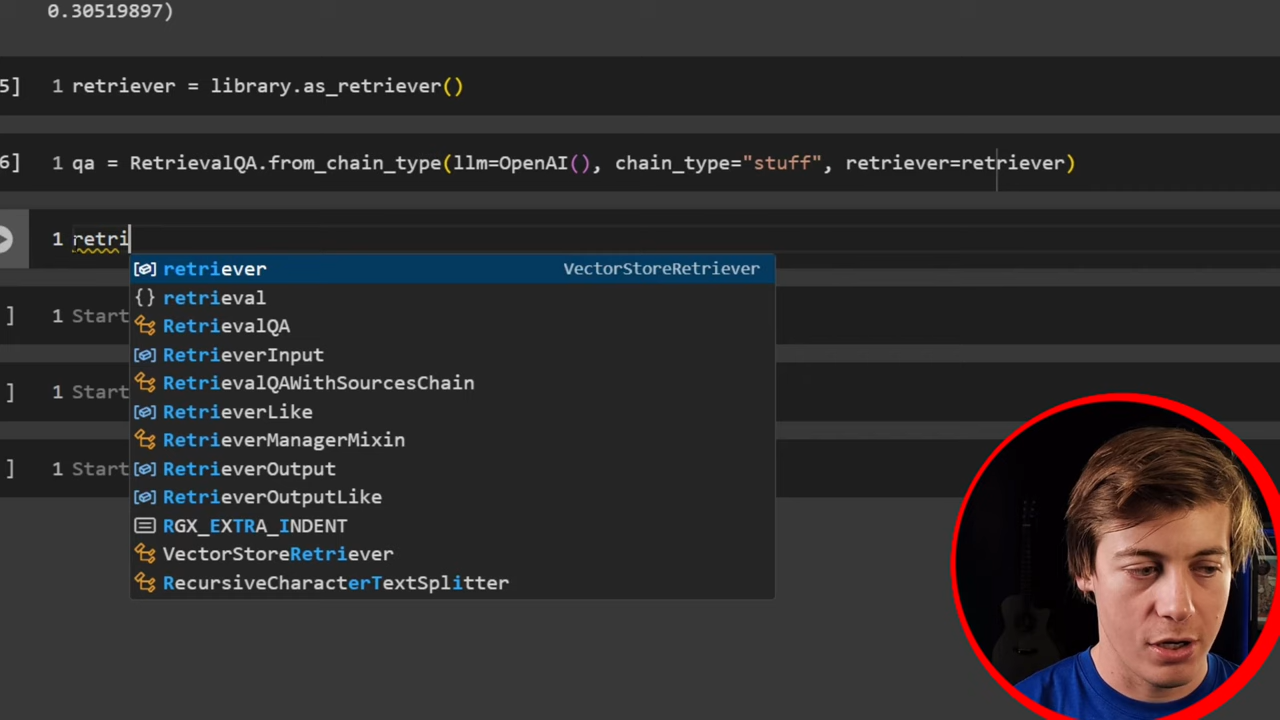 0.30519897)
5] 1 retriever = library.as_retriever()
6] 1 qa = RetrievalQA.from_chain_type(llm=OpenAI(), chain_type="stuff", retriever=retriever)
1 retri
retriever VectorStoreRetriever
{} retrieval
RetrievalQA
] 1 Start
RetrieverInput
RetrievalQAWithSourcesChain
] 1 Start
RetrieverLike
RetrieverManagerMixin
RetrieverOutput
] 1 Start
RetrieverOutputLike
RGX_EXTRA_INDENT
VectorStoreRetriever
RecursiveCharacterTextSplitter